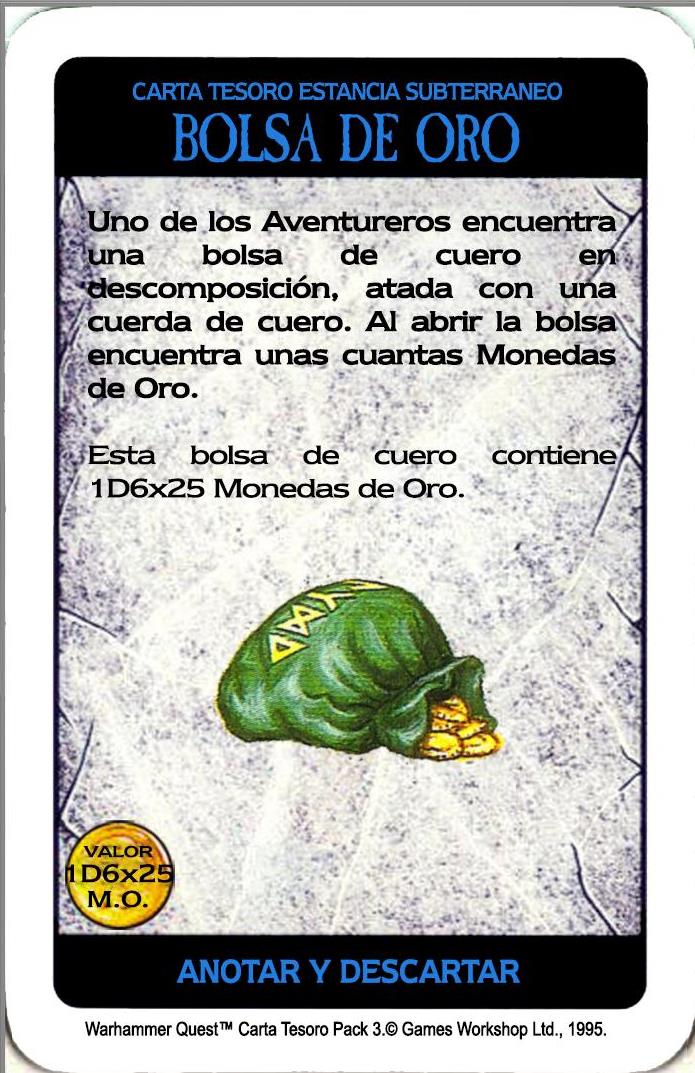 CARTA TESORO ESTANCIA SUBTERRANEO
BOLSA DE ORO
Uno de los Aventureros encuentra
una bolsa de cuero en
descomposición, atada con una
cuerda de cuero. Al abrir la bolsa
encuentra unas cuantas Monedas
de Oro.
Esta bolsa de cuero contiene
1D6x25 Monedas de Oro.
VALOR
1D6x25
M.O.
ANOTAR Y DESCARTAR
Warhammer Quest™ Carta Tesoro Pack 3.© Games Workshop Ltd., 1995.